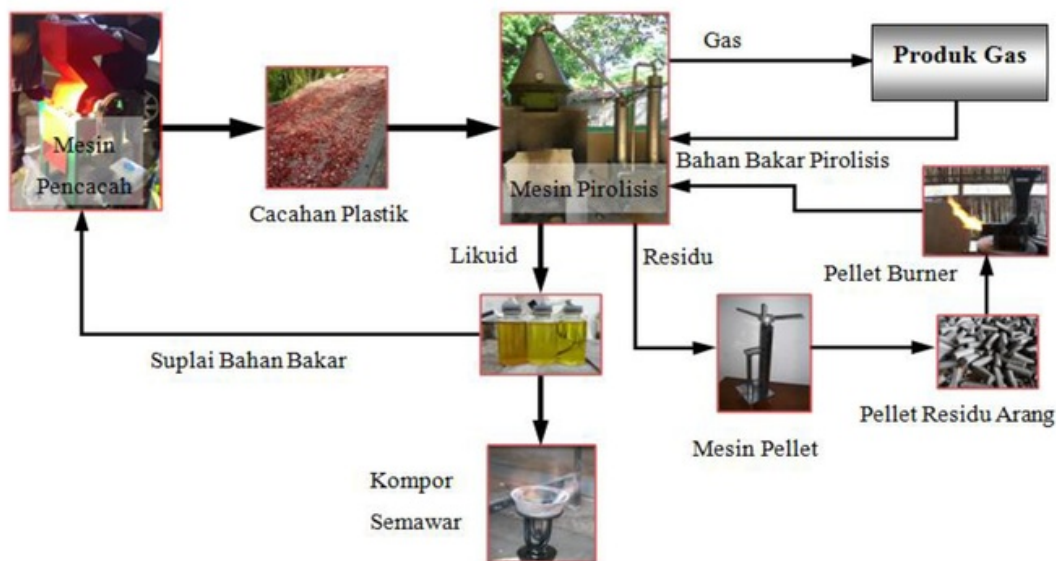 Mesin
Pencacah
Cacahan Plastik
Mesin Pirolisis
Gas
Produk Gas
Bahan Bakar Pirolisis
Pellet Burner
Likuid
Residu
Suplai Bahan Bakar
Mesin Pellet
Pellet Residu Arang
Kompor
Semawar